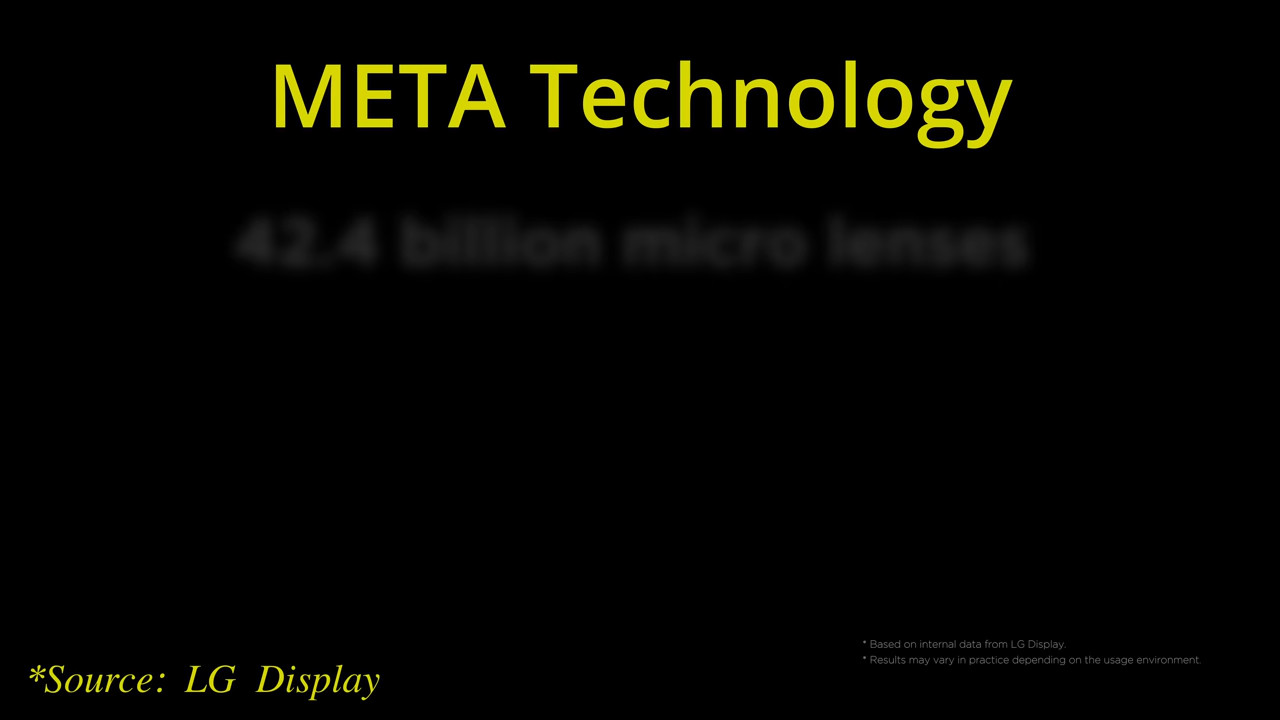 META Technology
42.4 billion micro lenses
* Based on internal data from LG Display.
* Results may vary in practice depending on the usage environment.
*Source: LG Display